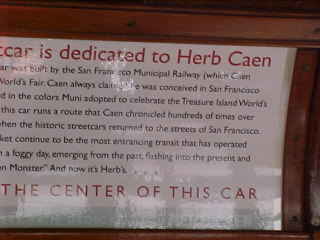 car is dedicated to Herb Caen
ar was built by the San Francisco Municipal Railway (which Caen
World's Fair. Caen always claimed he was conceived in San Francisco
d in the colors Muni adopted to celebrate the Treasure Island World's
this car runs a route that Caen chronicled hundreds of times over
when the historic streetcars returned to the streets of San Francisco.
ket continue to be the most entrancing transit that has operated
n a foggy day, emerging from the past, flashing into the present and
n Monster." And now it's Herb's.
THE CENTER OF THIS CAR